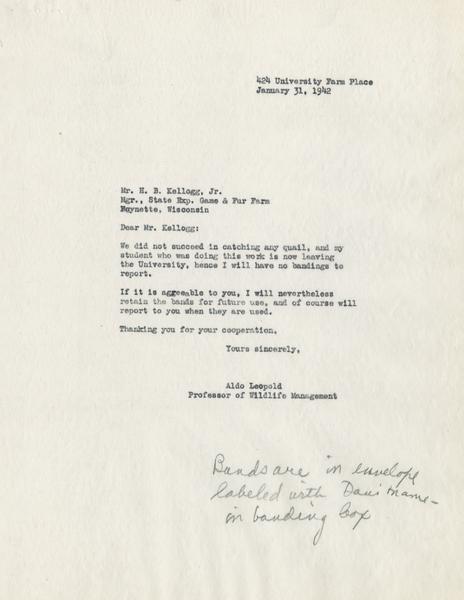 424 University Farm Place
January 31, 1942
Mr. H. B. Kellogg, Jr.
Mgr., State Exp. Game & Fur Farm
Poynette, Wisconsin
Dear Mr. Kellogg:
We did not succeed in catching any quail, and my
student who was doing this work is now leaving
the University, hence I will have no bandings to
report.
If it is aggeeable to you, I will nevertheless
retain the bands for future use, and of course will
report to you when they are used.
Thanking you for your cooperation,
Yours sincerely,
Aldo Leopold
Professor of Wildlife Management
Bands are in envelope
labeled with name -
in banding box